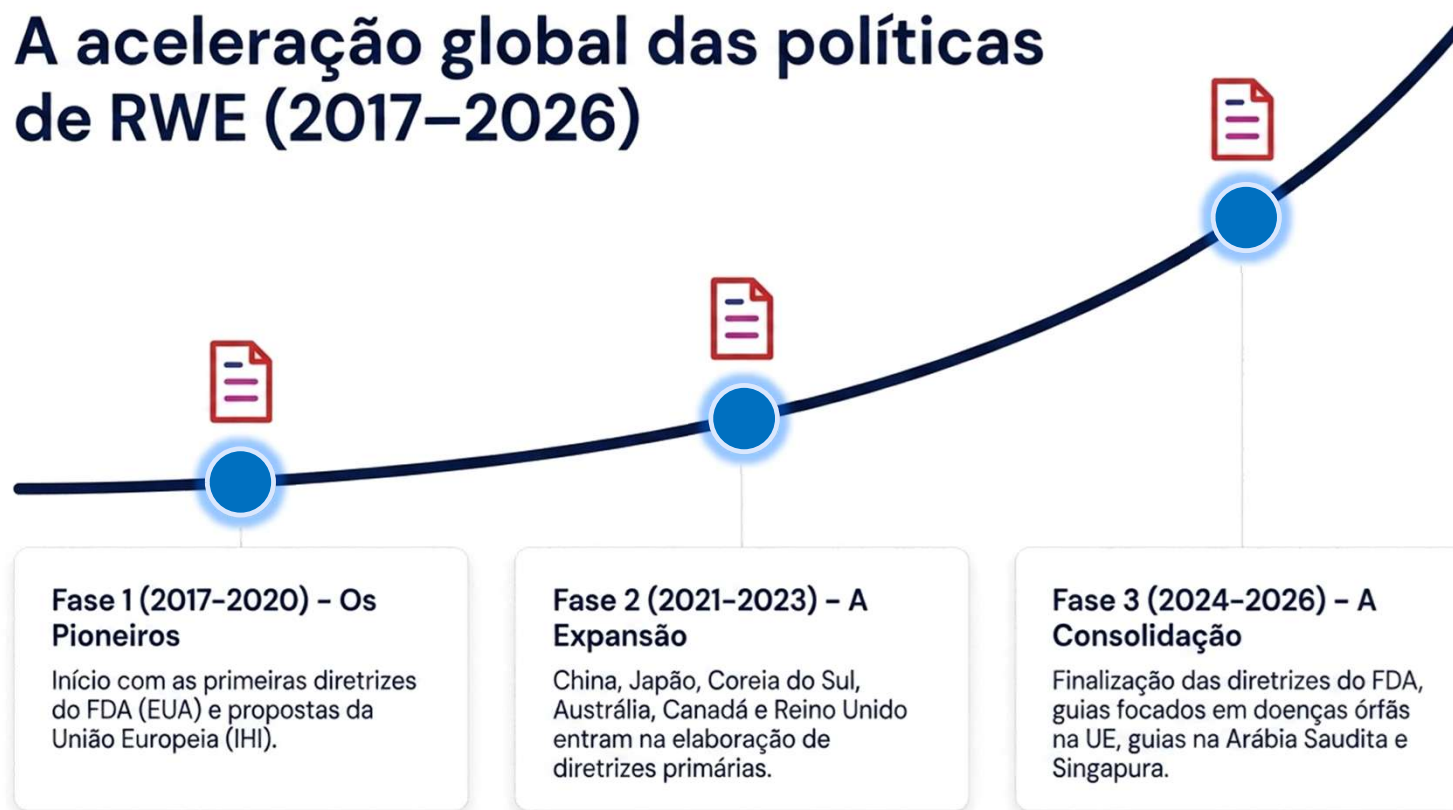 A aceleração global das políticas
de RWE (2017–2026)
Fase 1 (2017–2020) – Os
Pioneiros
Início com as primeiras diretrizes
do FDA (EUA) e propostas da
União Europeia (IHI).
Fase 2 (2021–2023) – A
Expansão
China, Japão, Coreia do Sul,
Austrália, Canadá e Reino Unido
entram na elaboração de
diretrizes primárias.
Fase 3 (2024–2026) – A
Consolidação
Finalização das diretrizes do FDA,
guias focados em doenças órfãs
na UE, guias na Arábia Saudita e
Singapura.